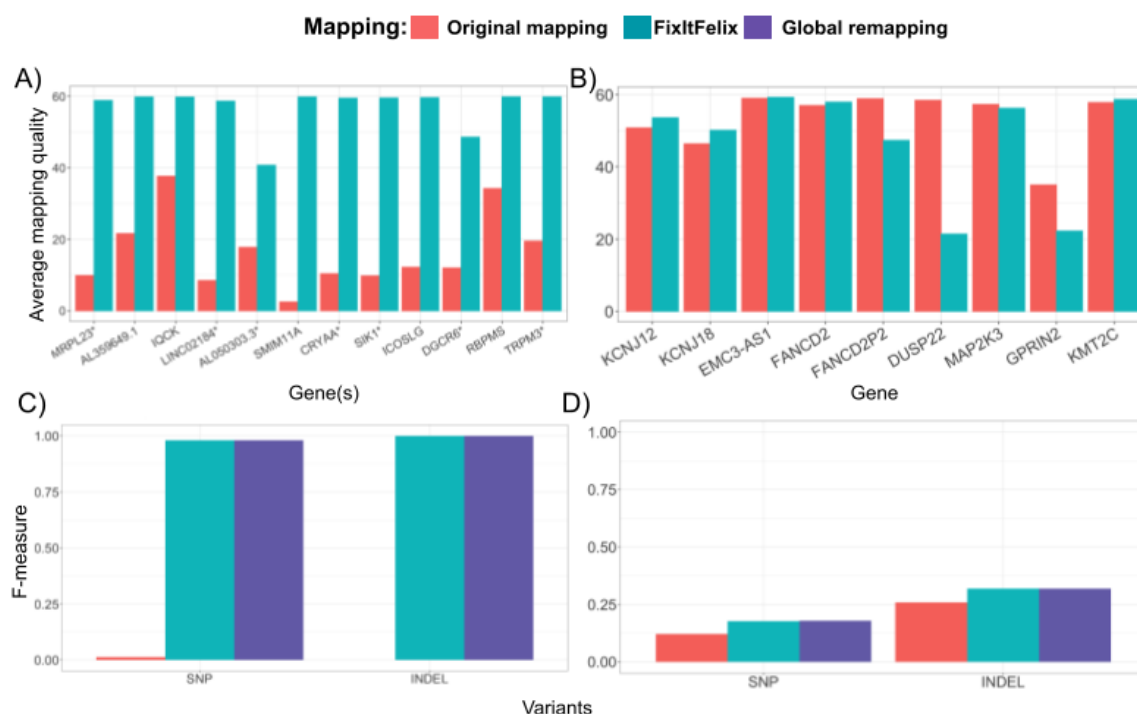 Mapping: Original mapping FixItFelix Global remapping
A)
B)
Average mapping quality
60
40
20
0
MRPL23*
AL359649.1
IQCK
LINC02184*
AL050303.3*
SMIM11A
CRYAA*
SIK1*
ICOSLG
DGCR6*
RBPMS
TRPM3*
Gene(s)
60
40
20
0
KCNJ12
KCNJ18
EMC3-AS1
FANCD2
FANCD2P2
DUSP22
MAP2K3
GPRIN2
KMT2C
Gene
C)
D)
F-measure
1.00
0.75
0.50
0.25
0.00
SNP
INDEL
1.00
0.75
0.50
0.25
0.00
SNP
INDEL
Variants